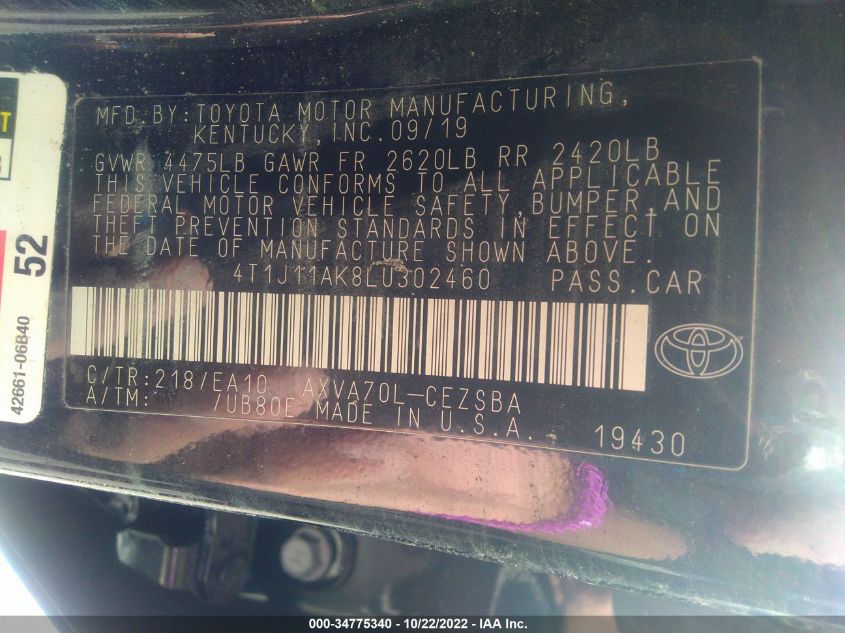 MFD.BY:TOYOTA MOTOR MANUFACTURING,
KENTUCKY,INC.09/19
GVWR 4475LB GAWR FR 2620LB RR 2420LB
THIS VEHICLE CONFORMS TO ALL APPLICABLE
FEDERAL MOTOR VEHICLE SAFETY,BUMPER,AND
THEFT PREVENTION STANDARDS IN EFFECT ON
THE DATE OF MANUFACTURE SHOWN ABOVE.
4T1J11AK8LU302460 PASS.CAR
C/TR:218/EA10 AXVA70L-CEZSBA
A/TM: /UB80E MADE IN U.S.A. 19430
52
42661-06B40
000-34775340 - 10/22/2022 - IAA Inc.